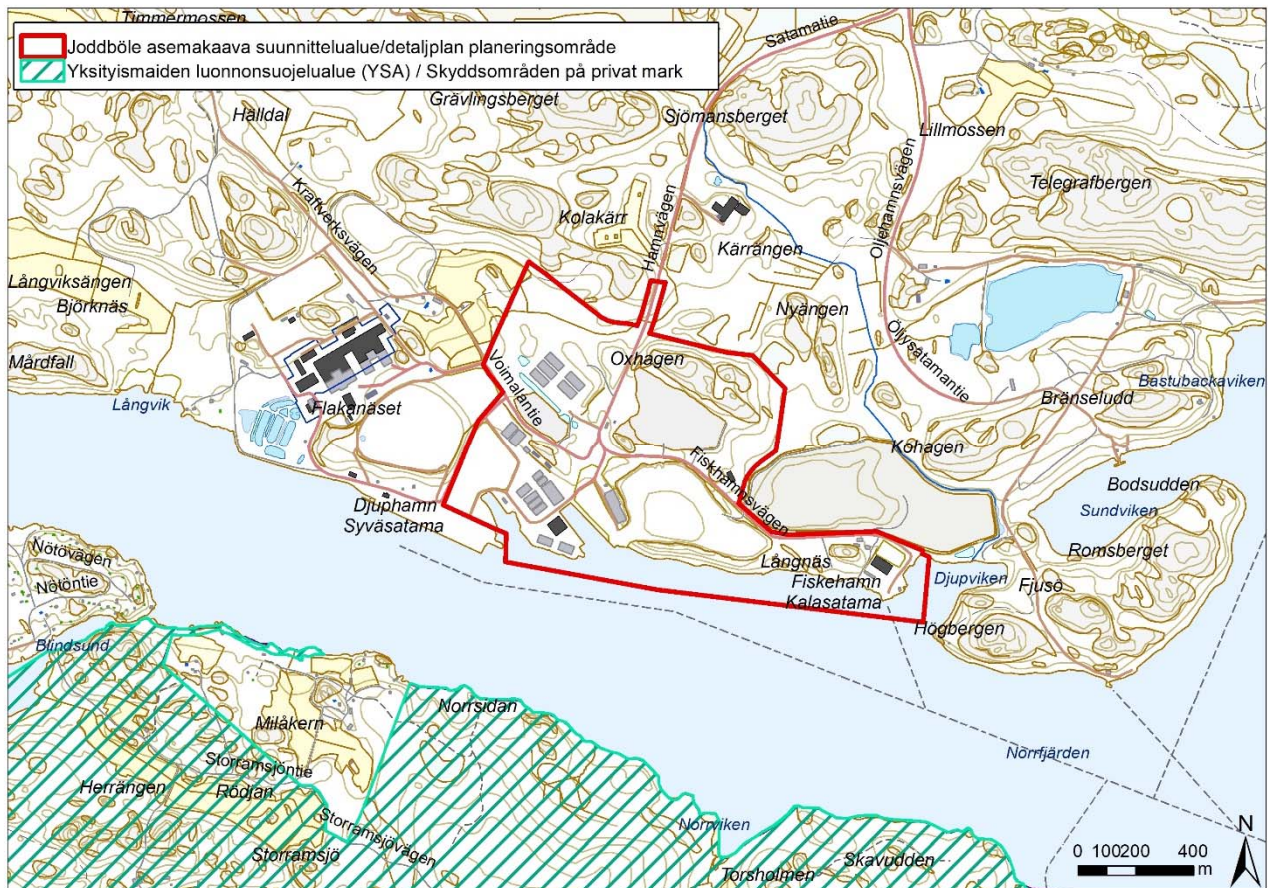 Timmermossen
Joddböle asemakaava suunnittelualue/detaljplan planeringsområde
Yksityismaiden luonnonsuojelualue (YSA) / Skyddsområden på privat mark
Satamatie
Hälldal
Grävlingsberget
Sjömansberget
Lillmossen
Telegrafbergen
Kraftverksvägen
Kolakärr
Hamnvägen
Kärrängen
Oljehamnsvägen
Långviksängen
Björknäs
Nyängen
Mårdfall
Oxhagen
Voimalantie
Öljysatamantie
Bastubackaviken
Långvik
Flakanäset
Bränseludd
Kohagen
Fiskhamnsvägen
Bodsudden
Sundviken
Djuphamn
Syväsatama
Romsberget
Nötövägen
Nötöntie
Långnäs
Fiskehamn
Kalasatama
Djupviken
Fjusö
Högbergen
Blindsund
Norrsidan
Milåkern
Norrfjärden
Storramsjöntie
Herrängen
Rödjan
Storramsjövägen
Storramsjö
Norrviken
Skavudden
Torsholmen
N
0 100200 400
m